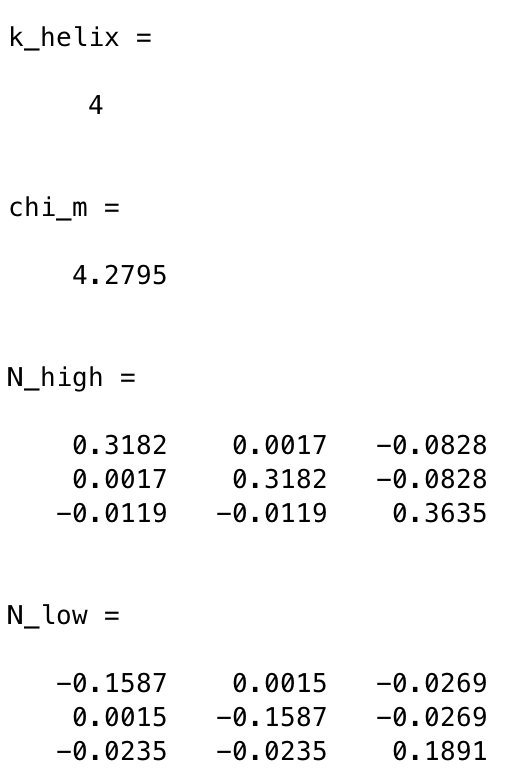 k_helix =
4
chi_m =
4.2795
N_high =
0.3182 0.0017 −0.0828
0.0017 0.3182 −0.0828
−0.0119 −0.0119 0.3635
N_low =
−0.1587 0.0015 −0.0269
0.0015 −0.1587 −0.0269
−0.0235 −0.0235 0.1891